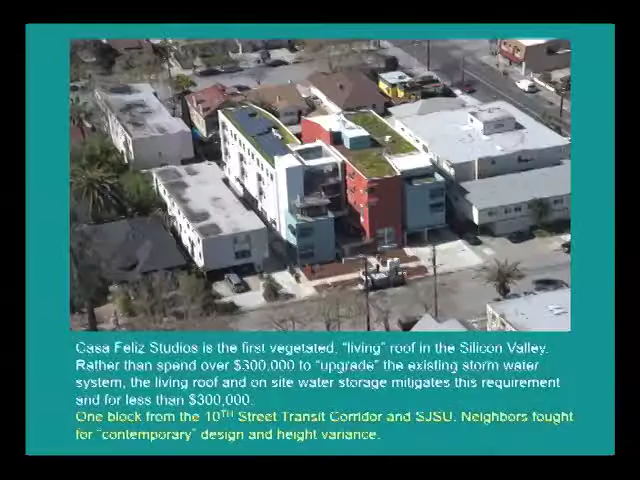 Casa Feliz Studios is the first vegetated, "living" roof in the Silicon Valley.
Rather than spend over $300,000 to "upgrade" the existing storm water
system, the living roof and on site water storage mitigates this requirement
and for less than $300,000.
One block from the 10TH Street Transit Corridor and SJSU. Neighbors fought
for "contemporary" design and height variance.